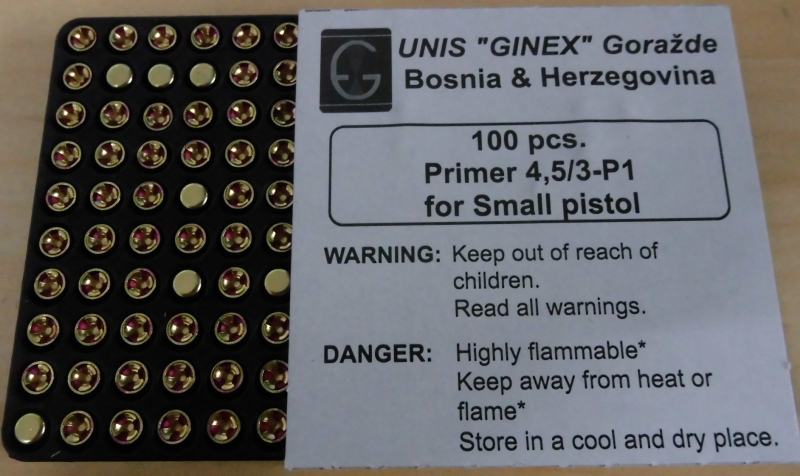 UNIS "GINEX" Goražde
Bosnia & Herzegovina
100 pcs.
Primer 4,5/3-P1
for Small pistol
WARNING: Keep out of reach of
children.
Read all warnings.
DANGER: Highly flammable*
Keep away from heat or
flame*
Store in a cool and dry place.